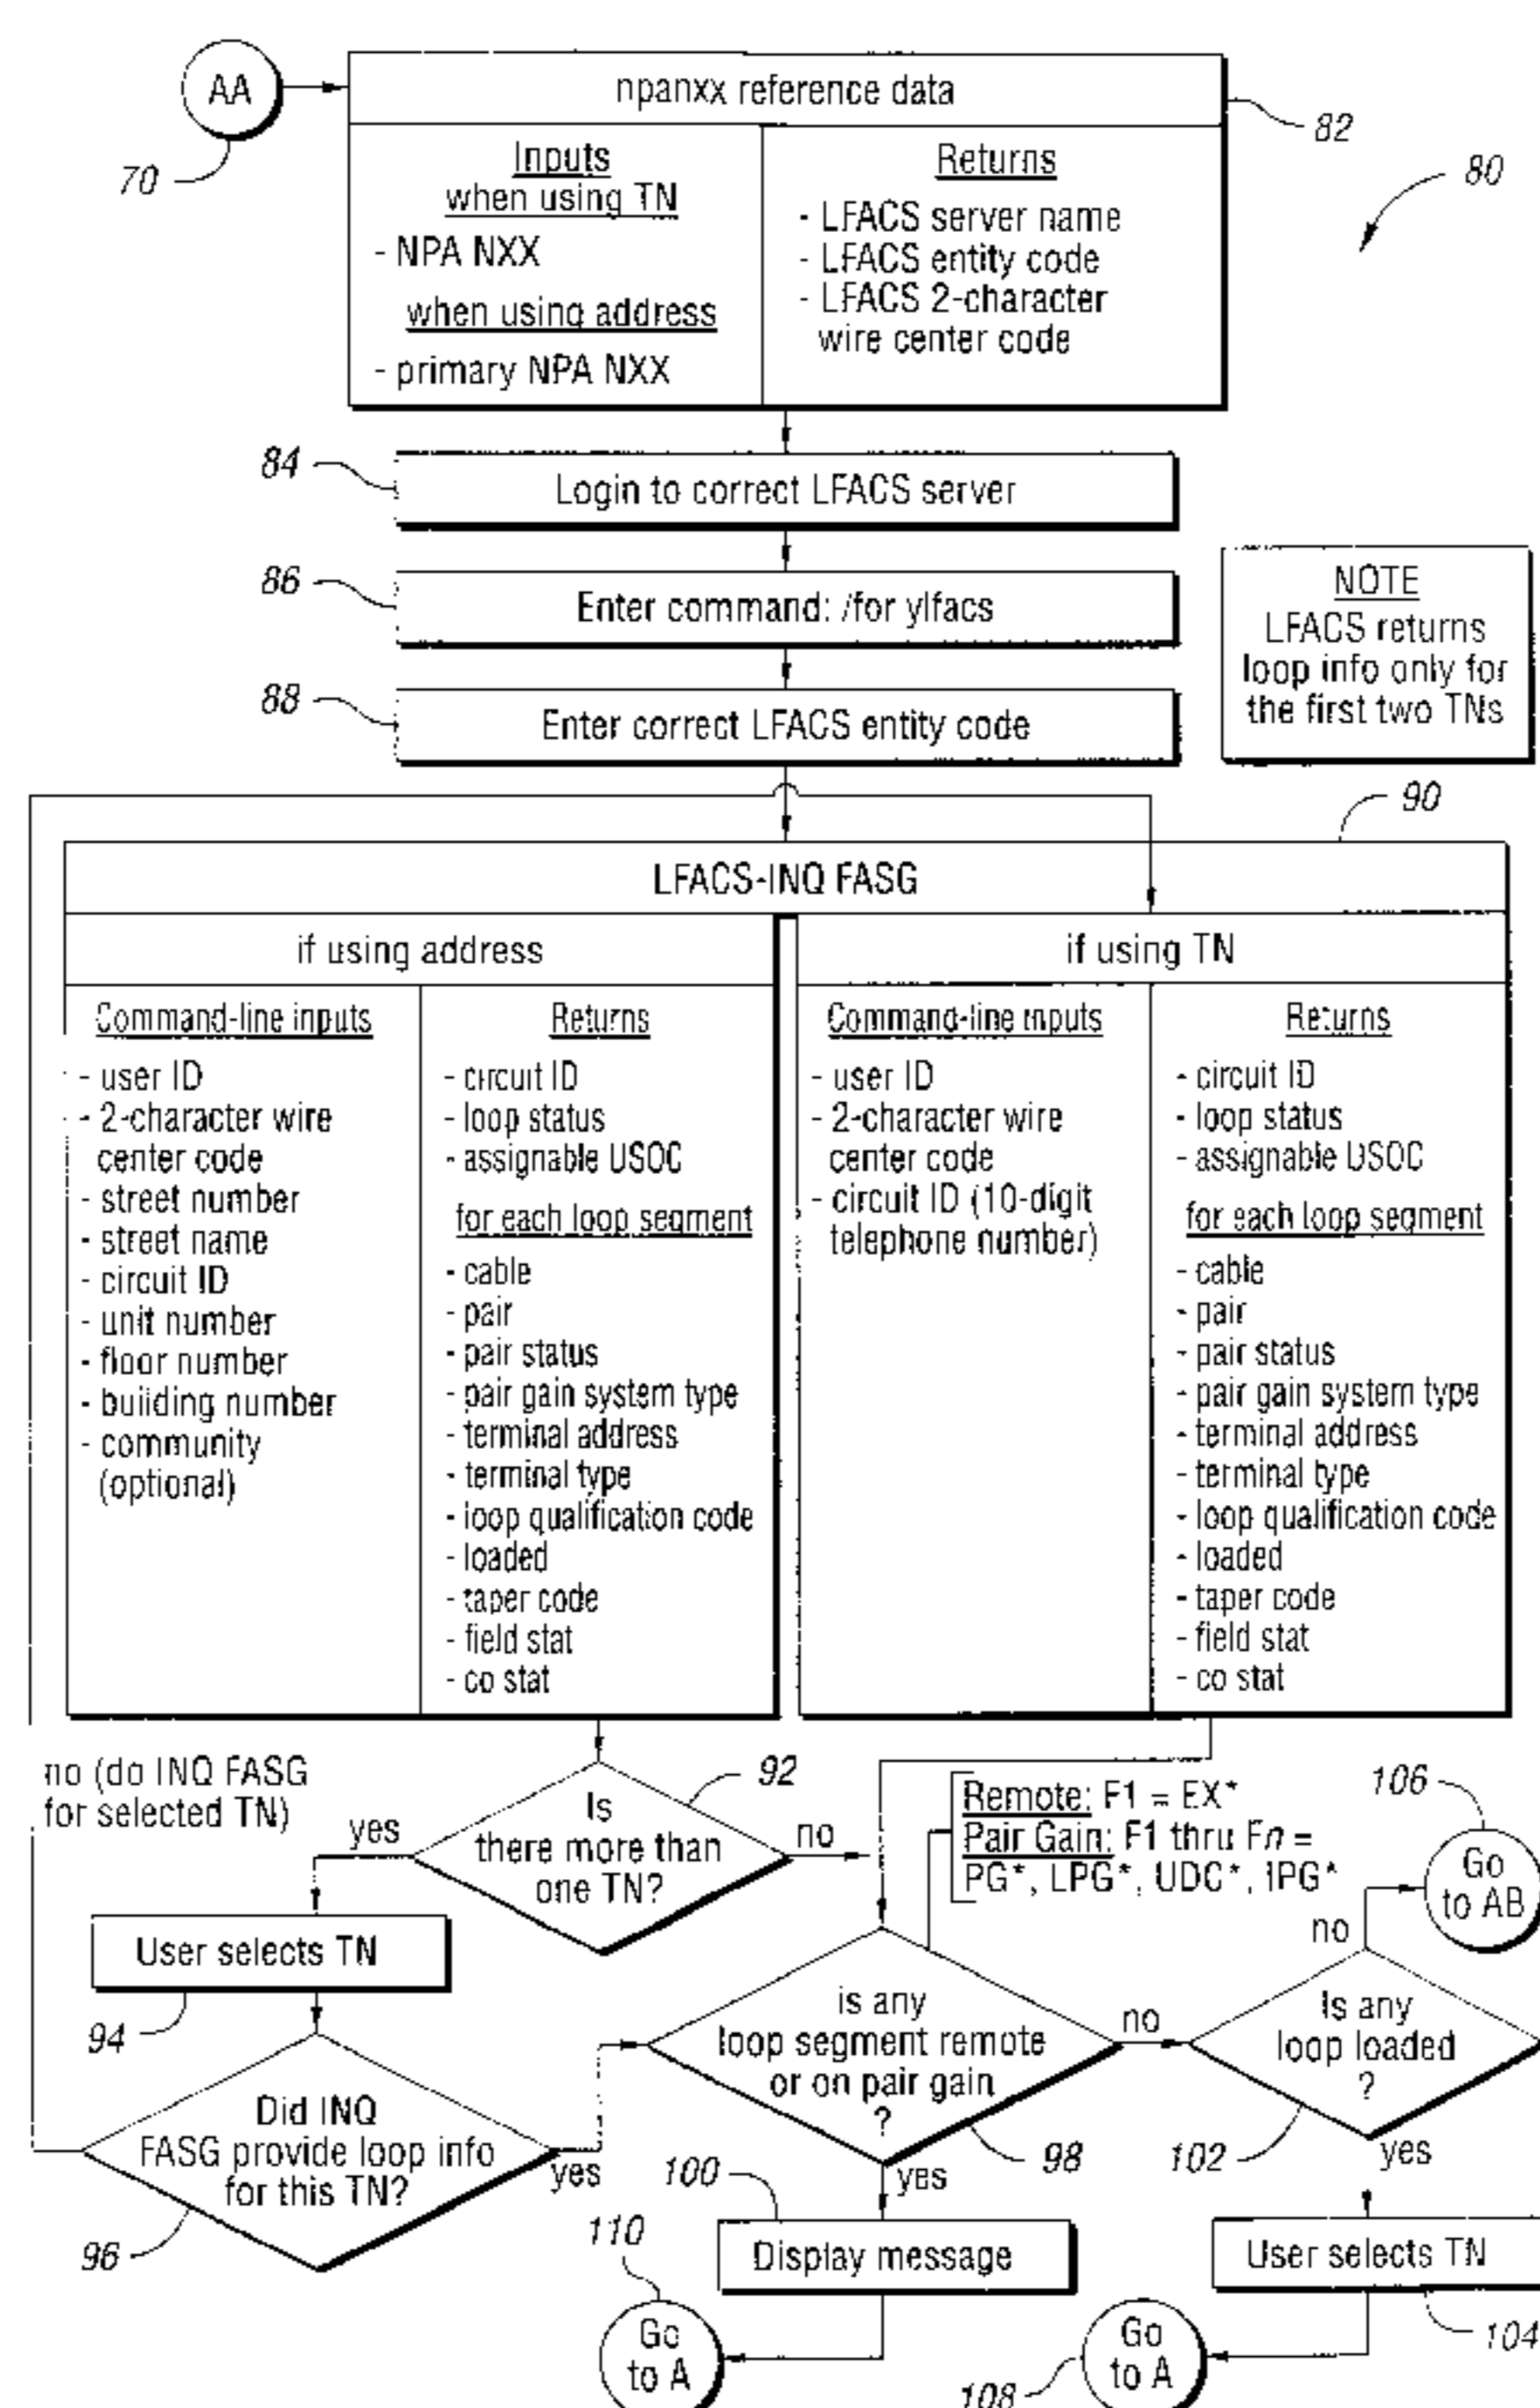 AA
70
npanxx reference data
82
80
Inputs
when using TN
- NPA NXX
when using address
- primary NPA NXX
Returns
- LFACS server name
- LFACS entity code
- LFACS 2-character
wire center code
84
Login to correct LFACS server
86
Enter command: /for ylfacs
88
Enter correct LFACS entity code
NOTE
LFACS returns
loop info only for
the first two TNs
90
LFACS-INQ FASG
if using address
Command-line inputs
- user ID
- 2-character wire
center code
- street number
- street name
- circuit ID
- unit number
- floor number
- building number
- community
(optional)
Returns
- circuit ID
- loop status
- assignable USOC
for each loop segment
- cable
- pair
- pair status
- pair gain system type
- terminal address
- terminal type
- loop qualification code
- loaded
- taper code
- field stat
- co stat
if using TN
Command-line inputs
- user ID
- 2-character wire
center code
- circuit ID (10-digit
telephone number)
Returns
- circuit ID
- loop status
- assignable USOC
for each loop segment
- cable
- pair
- pair status
- pair gain system type
- terminal address
- terminal type
- loop qualification code
- loaded
- taper code
- field stat
- co stat
no (do INQ FASG
for selected TN)
yes
Is
there more than
one TN?
92
no
Remote: F1 = EX*
Pair Gain: F1 thru Fn =
PG*, LPG*, UDC*, IPG*
106
Go
to AB
no
User selects TN
94
is any
loop segment remote
or on pair gain
?
no
98
yes
Is any
loop loaded
?
102
yes
Did INQ
FASG provide loop info
for this TN?
yes
96
100
Display message
110
Go
to A
User selects TN
104
Go
to A
108